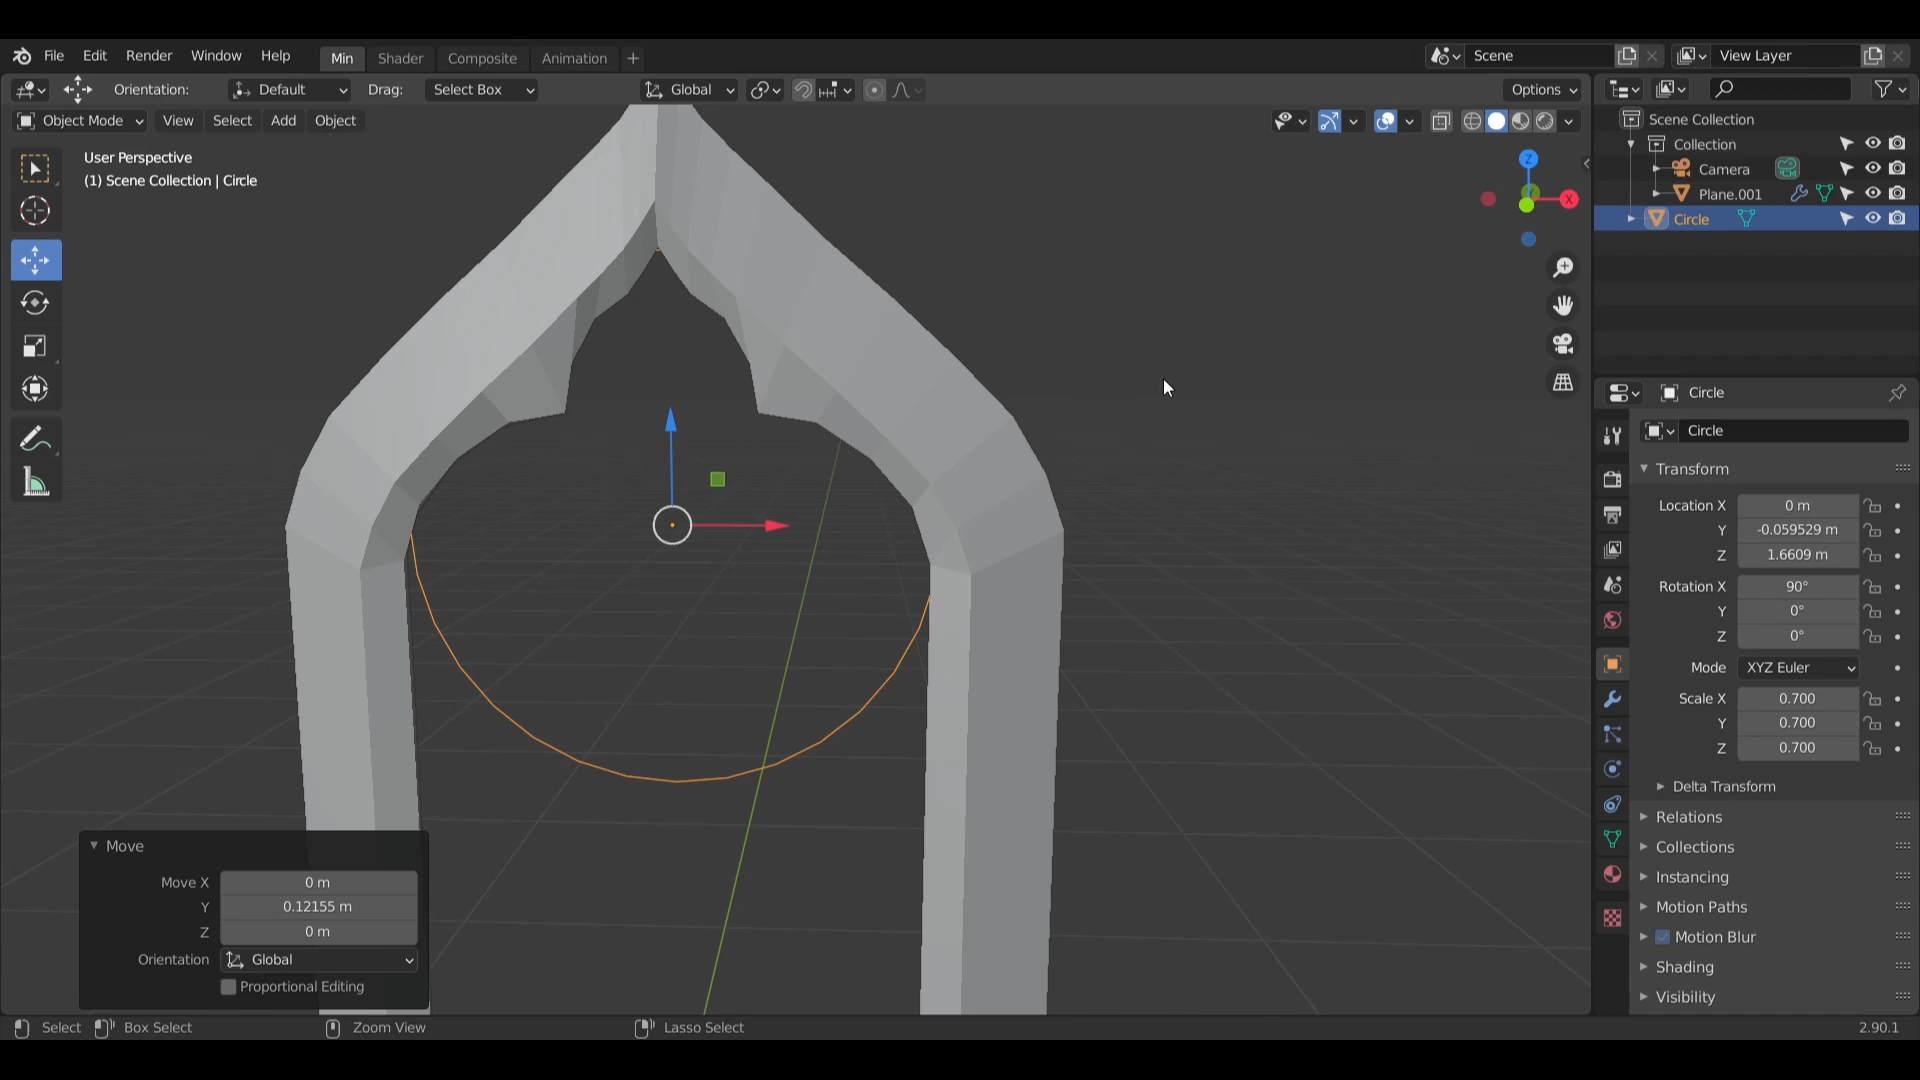 File Edit Render Window Help Min Shader Composite Animation + Scene View Layer
Orientation: Default Drag: Select Box Global Options
Object Mode View Select Add Object
User Perspective
(1) Scene Collection | Circle
Z
X
Scene Collection
Collection
Camera
Plane.001
Circle
Circle
Circle
Transform
Location X 0 m
Y -0.059529 m
Z 1.6609 m
Rotation X 90°
Y 0°
Z 0°
Mode XYZ Euler
Scale X 0.700
Y 0.700
Z 0.700
Delta Transform
Relations
Collections
Instancing
Motion Paths
Motion Blur
Shading
Visibility
Move
Move X 0 m
Y 0.12155 m
Z 0 m
Orientation Global
Proportional Editing
Select Box Select Zoom View Lasso Select 2.90.1